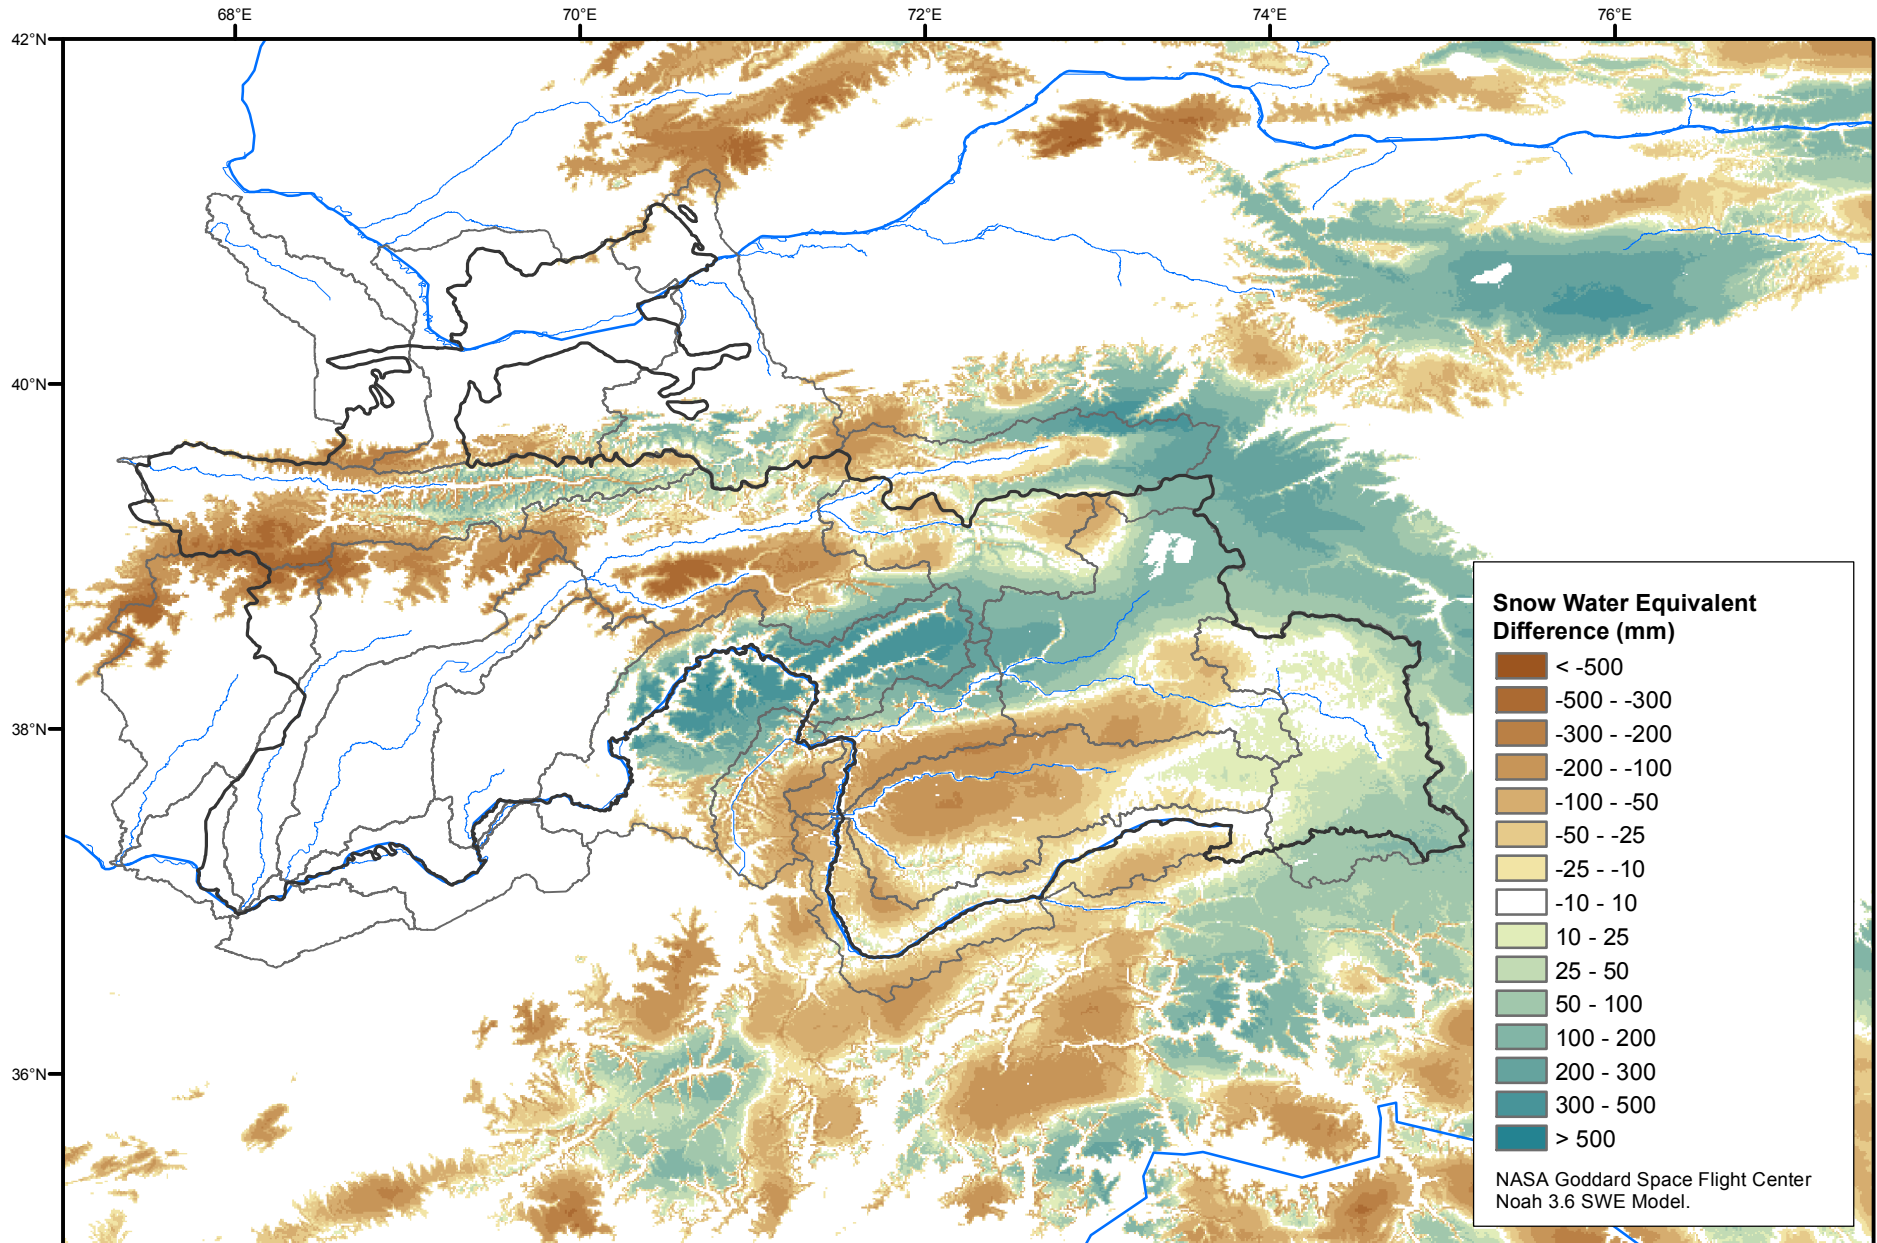 68°E
70°E
72°E
74°E
76°E
42°N
40°N
38°N
36°N
Snow Water Equivalent
Difference (mm)
< -500
-500 - -300
-300 - -200
-200 - -100
-100 - -50
-50 - -25
-25 - -10
-10 - 10
10 - 25
25 - 50
50 - 100
100 - 200
200 - 300
300 - 500
> 500
NASA Goddard Space Flight Center
Noah 3.6 SWE Model.